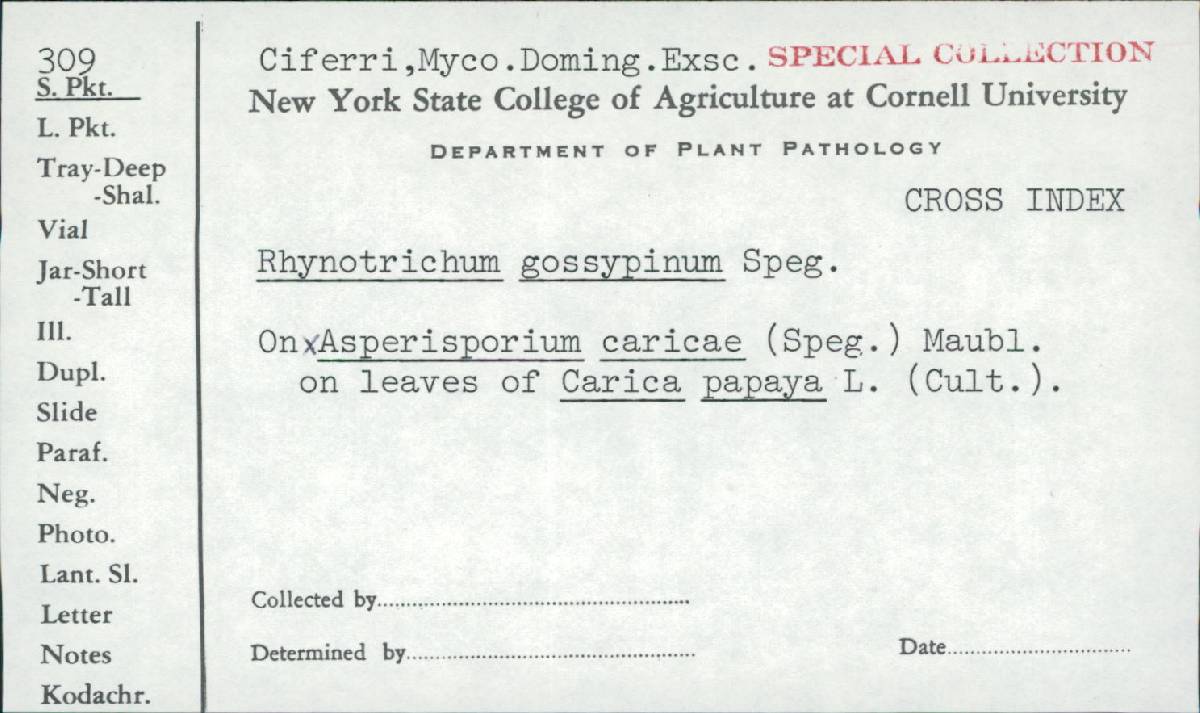 309
S. Pkt.
L. Pkt.
Tray-Deep
-Shal.
Vial
Jar-Short
-Tall
Ill.
Dupl.
Slide
Paraf.
Neg.
Photo.
Lant. Sl.
Letter
Notes
Kodachr.
Ciferri,Myco.Doming.Exsc. SPECIAL COLLECTION
New York State College of Agriculture at Cornell University
DEPARTMENT OF PLANT PATHOLOGY
CROSS INDEX
Rhynotrichum gossypinum Speg.
OnxAsperisporium caricae (Speg.) Maubl.
on leaves of Carica papaya L. (Cult.).
Collected by
Determined by
Date